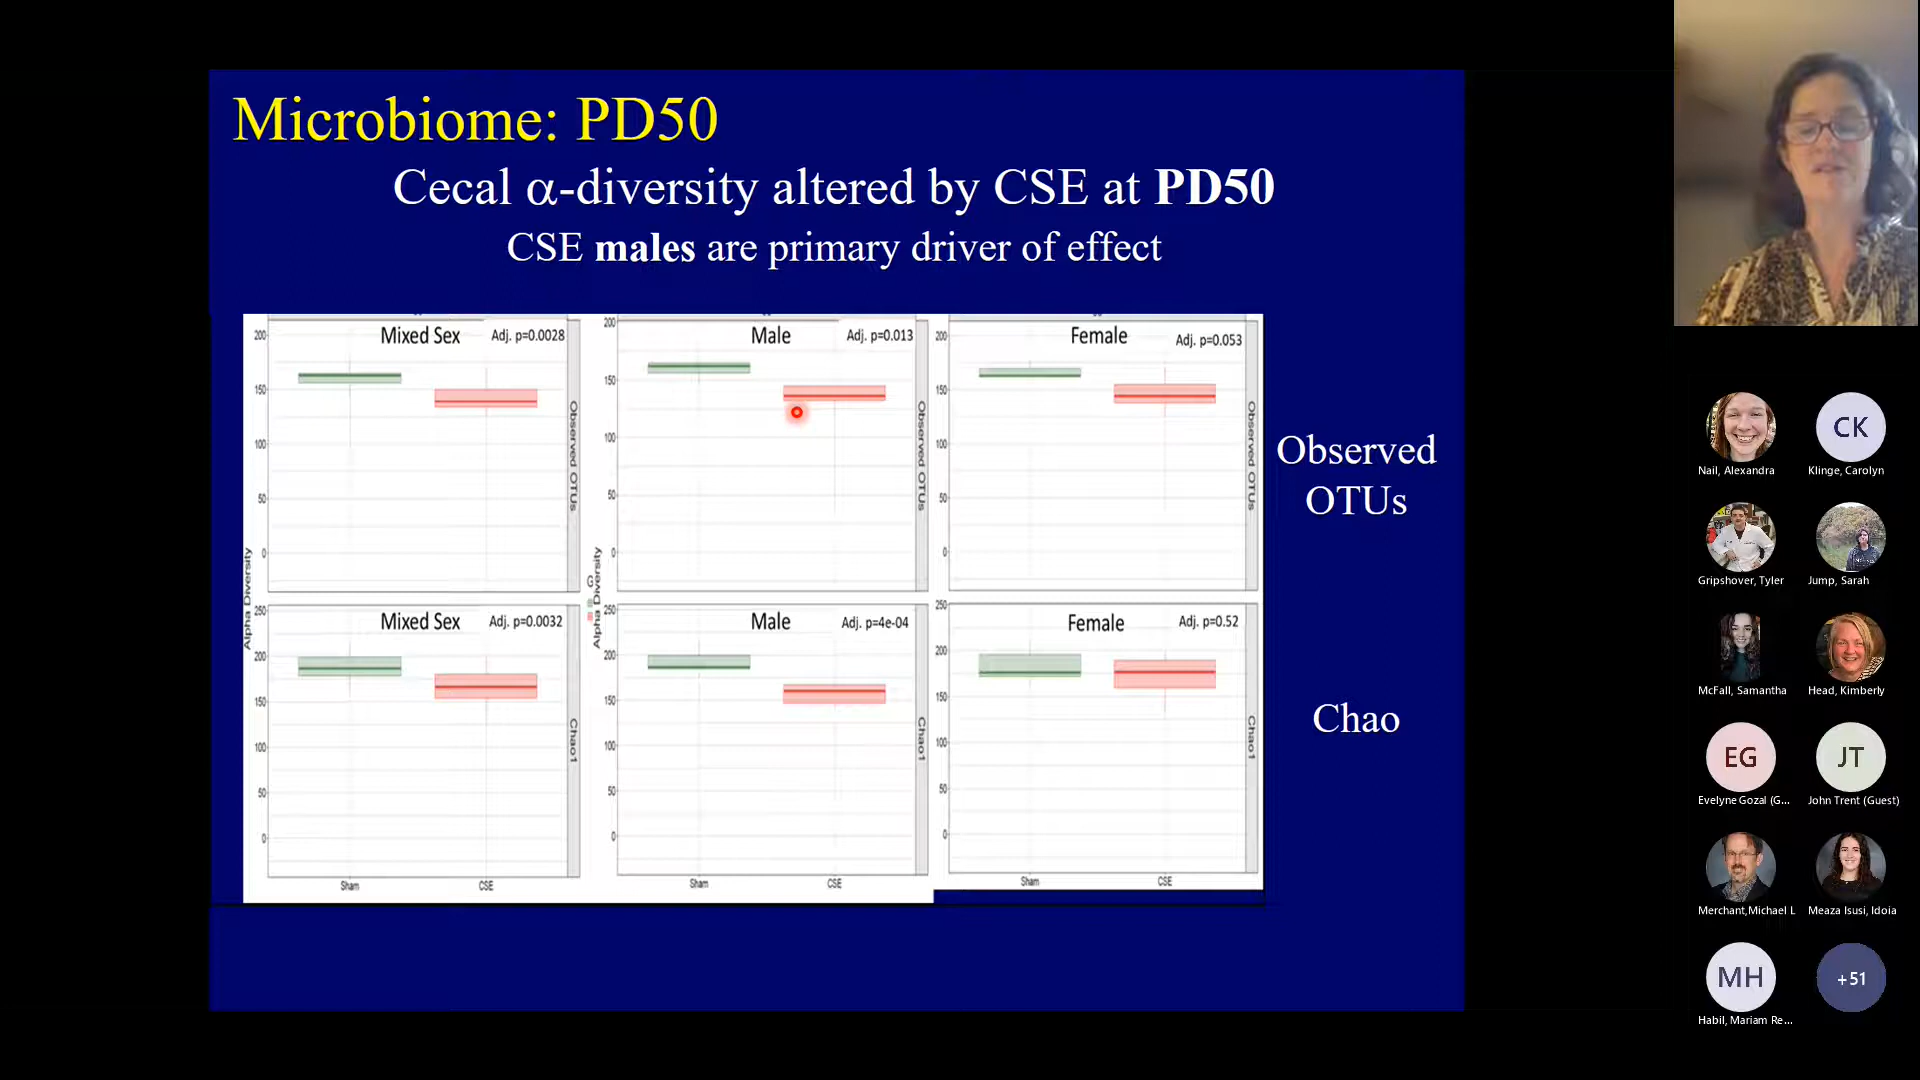 Microbiome: PD50
Cecal α-diversity altered by CSE at PD50
CSE males are primary driver of effect
Mixed Sex
Adj. p=0.0028
200
150
100
50
0
Observed OTUs
Male
Adj. p=0.013
200
150
100
50
0
Observed OTUs
Female
Adj. p=0.053
200
150
100
50
0
Observed OTUs
Observed
OTUs
Alpha Diversity
Mixed Sex
Adj. p=0.0032
250
200
150
100
50
0
Chao1
Sham
CSE
Alpha Diversity
Male
Adj. p=4e-04
250
200
150
100
50
0
Chao1
Sham
CSE
Female
Adj. p=0.52
250
200
150
100
50
0
Chao1
Sham
CSE
Chao
Nail, Alexandra
CK
Klinge, Carolyn
Gripshover, Tyler
Jump, Sarah
McFall, Samantha
Head, Kimberly
EG
Evelyne Gozal (G...
JT
John Trent (Guest)
Merchant,Michael L
Meaza Isusi, Idoia
MH
Habil, Mariam Re...
+51